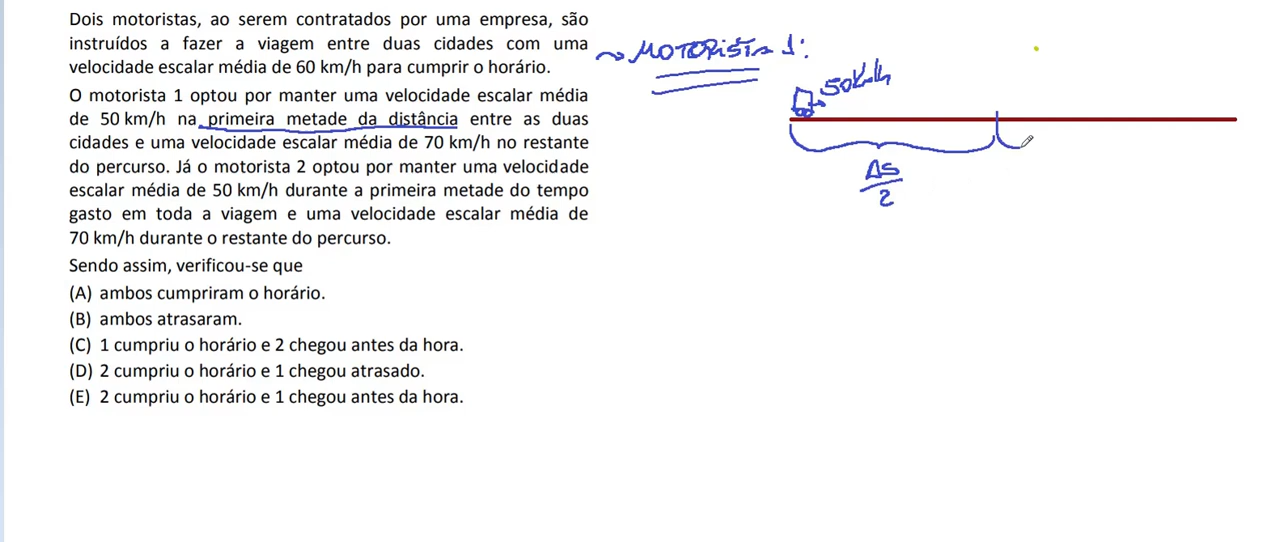 Dois motoristas, ao serem contratados por uma empresa, são
instruídos a fazer a viagem entre duas cidades com uma
velocidade escalar média de 60 km/h para cumprir o horário.
O motorista 1 optou por manter uma velocidade escalar média
de 50 km/h na primeira metade da distância entre as duas
cidades e uma velocidade escalar média de 70 km/h no restante
do percurso. Já o motorista 2 optou por manter uma velocidade
escalar média de 50 km/h durante a primeira metade do tempo
gasto em toda a viagem e uma velocidade escalar média de
70 km/h durante o restante do percurso.
Sendo assim, verificou-se que
(A) ambos cumpriram o horário.
(B) ambos atrasaram.
(C) 1 cumpriu o horário e 2 chegou antes da hora.
(D) 2 cumpriu o horário e 1 chegou atrasado.
(E) 2 cumpriu o horário e 1 chegou antes da hora.
MOTORISTA 1:
50Km/h
ΔS
2